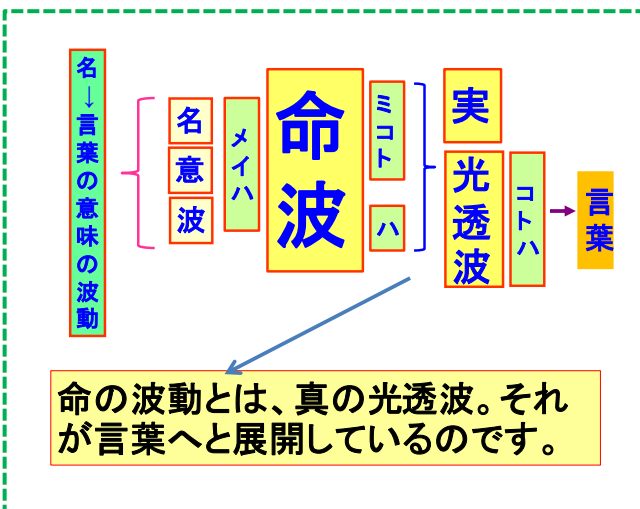 名→言葉の意味の波動
名
意
波
メイハ
命波
ミコト
ハ
実
光透波
コトハ
言葉
命の波動とは、真の光透波。それ
が言葉へと展開しているのです。